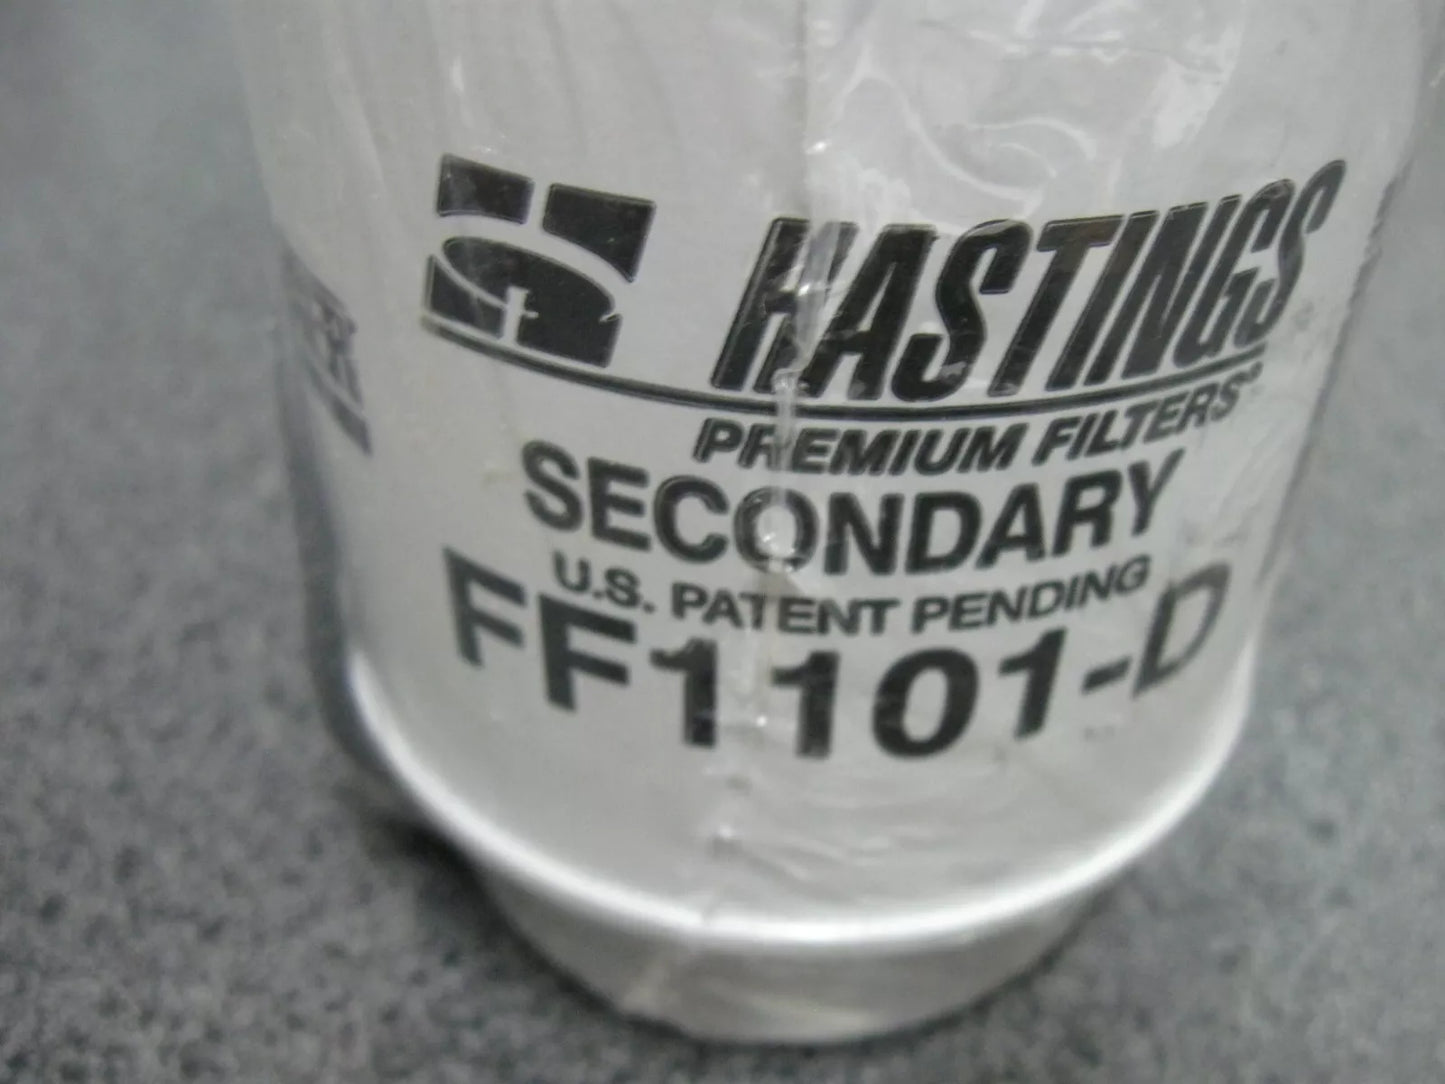 HASTINGS
PREMIUM FILTERS®
SECONDARY
U.S. PATENT PENDING
FF1101-D